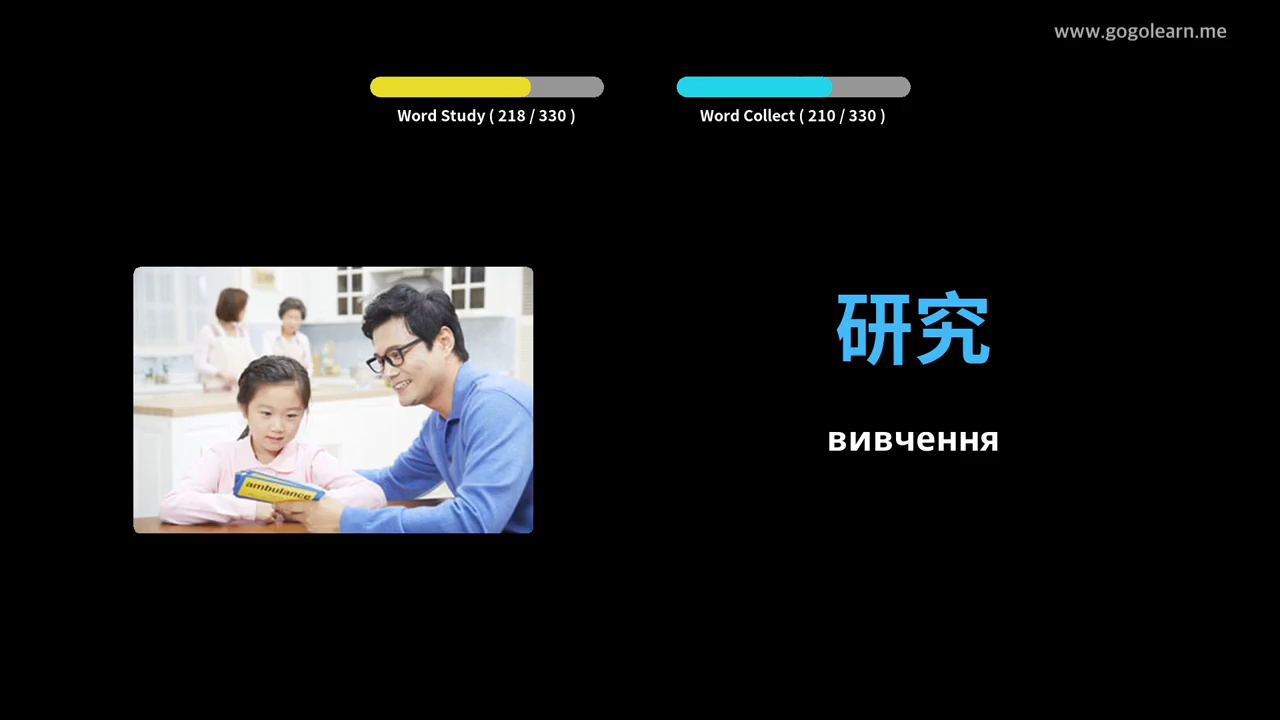 www.gogolearn.me
Word Study ( 218 / 330 )
Word Collect ( 210 / 330 )
研究
вивчення
ambulance